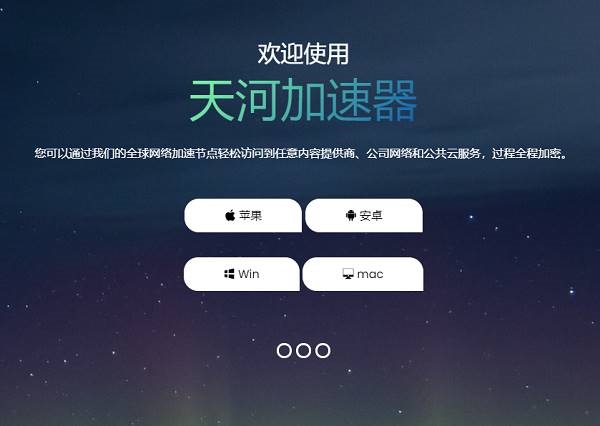 欢迎使用
天河加速器
您可以通过我们的全球网络加速节点轻松访问到任意内容提供商、公司网络和公共云服务，过程全程加密。
苹果 安卓
Win mac